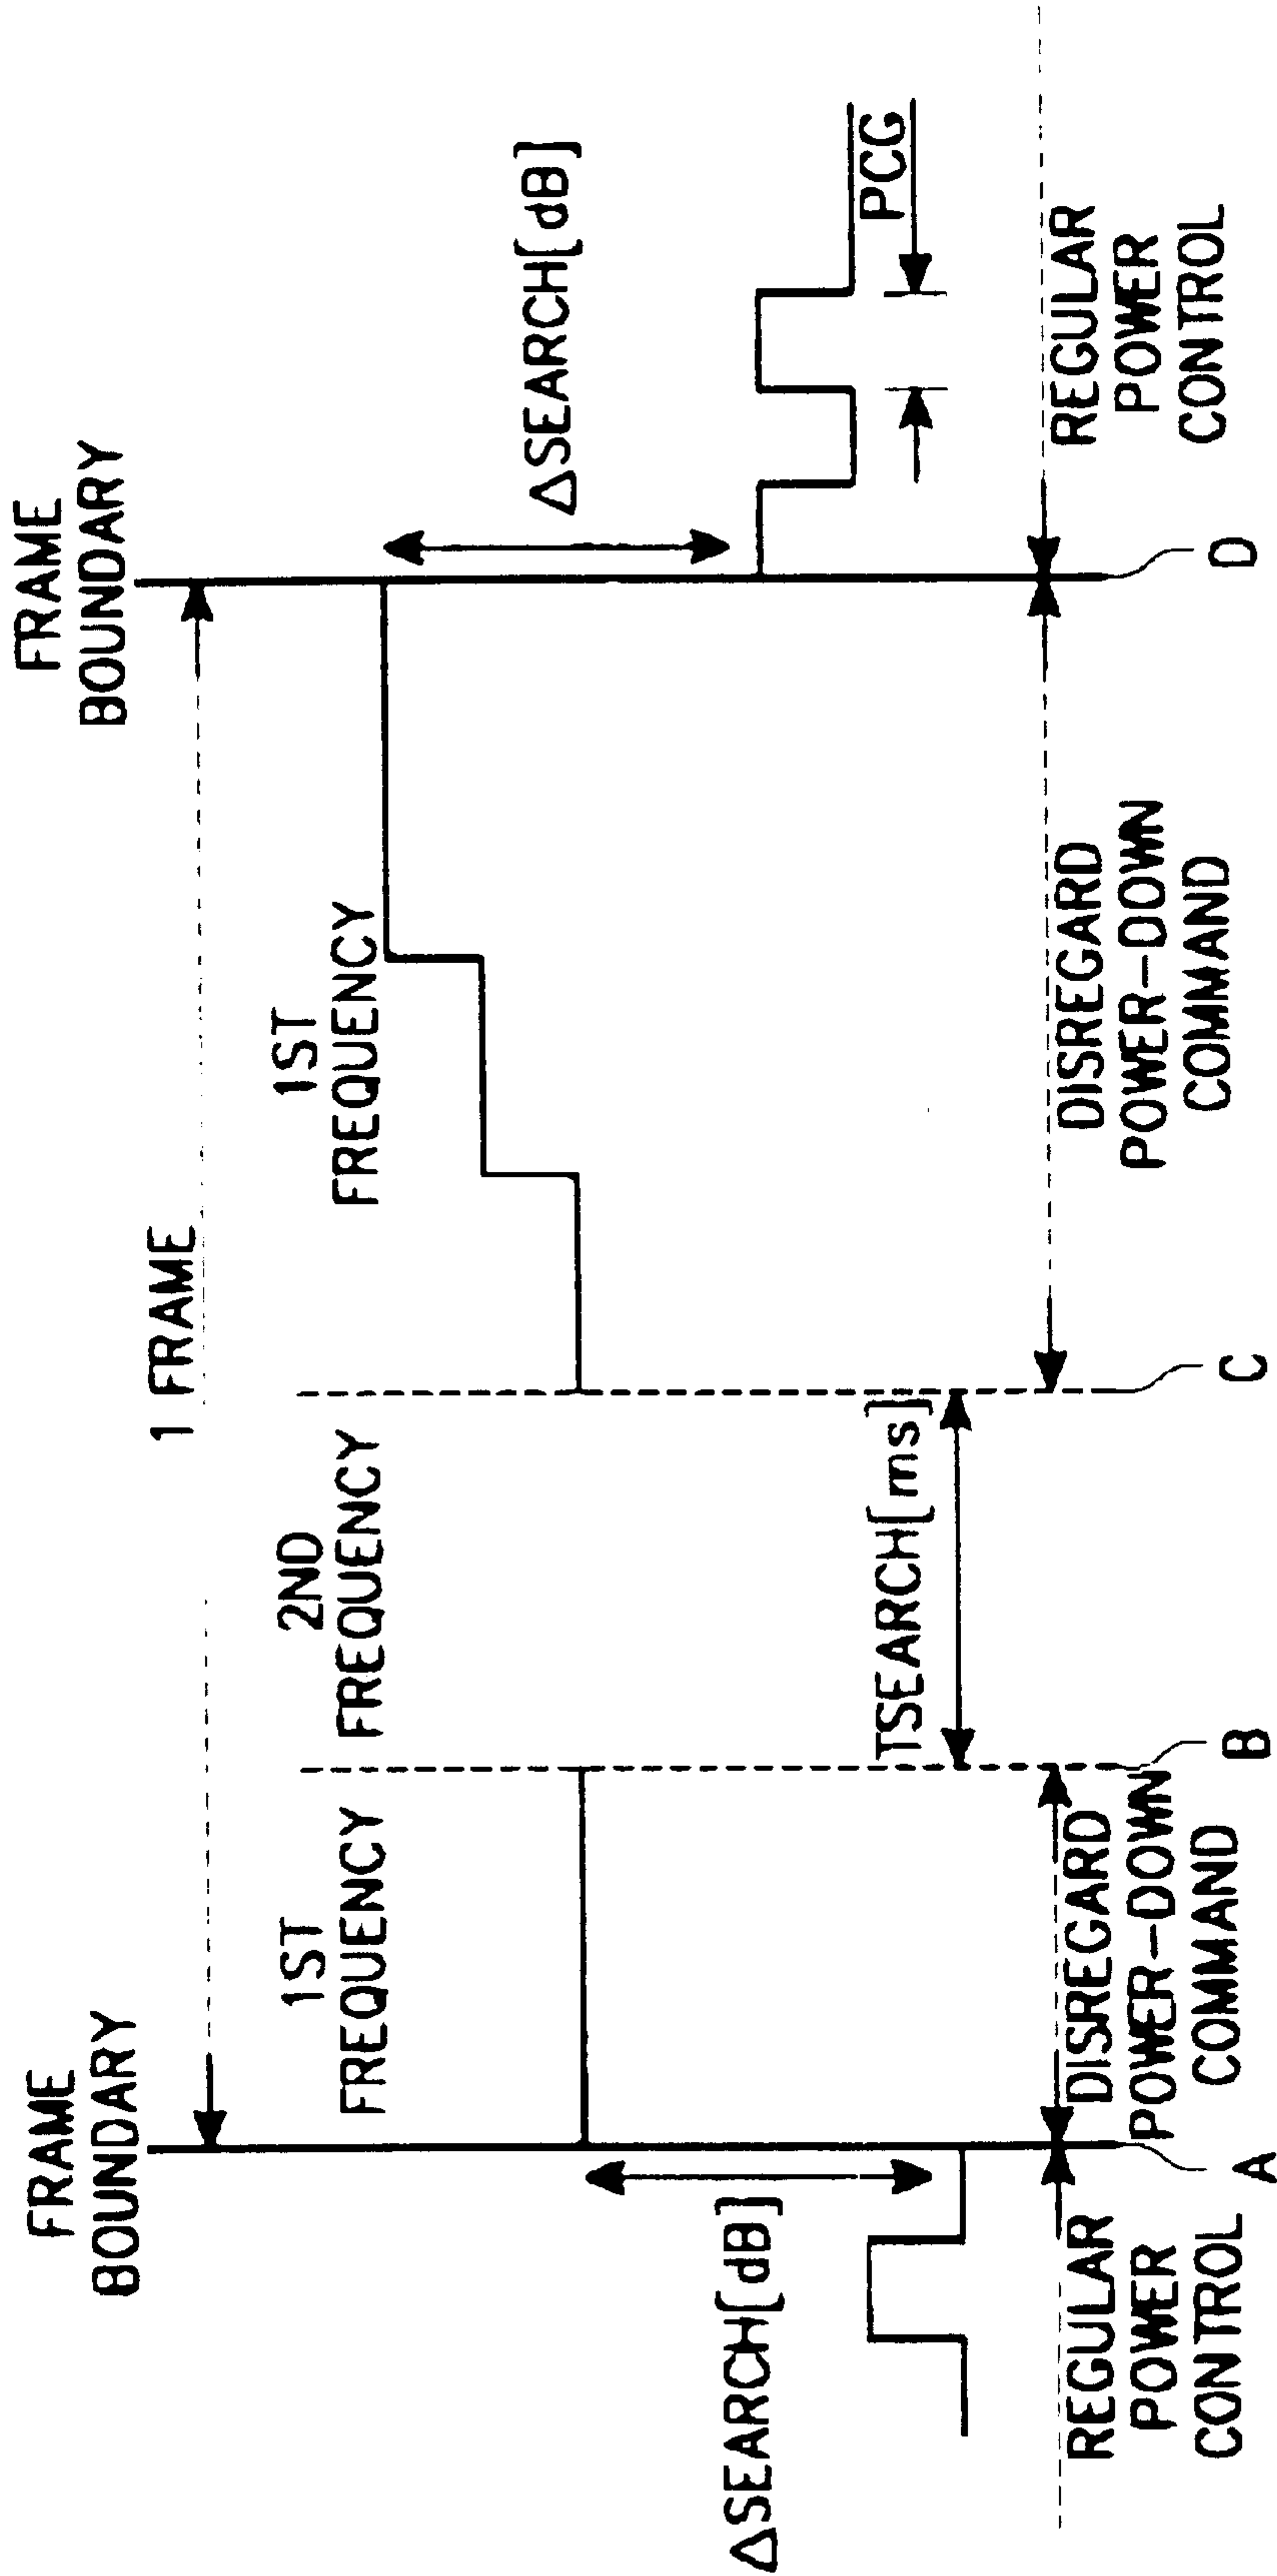 FRAME
BOUNDARY
FRAME
BOUNDARY
1 FRAME
1ST
FREQUENCY
2ND
FREQUENCY
1ST
FREQUENCY
ΔSEARCH[dB]
ΔSEARCH[dB]
TSEARCH[ms]
PCG
REGULAR
POWER
CONTROL
DISREGARD
POWER-DOWN
COMMAND
DISREGARD
POWER-DOWN
COMMAND
REGULAR
POWER
CONTROL
A
B
C
D